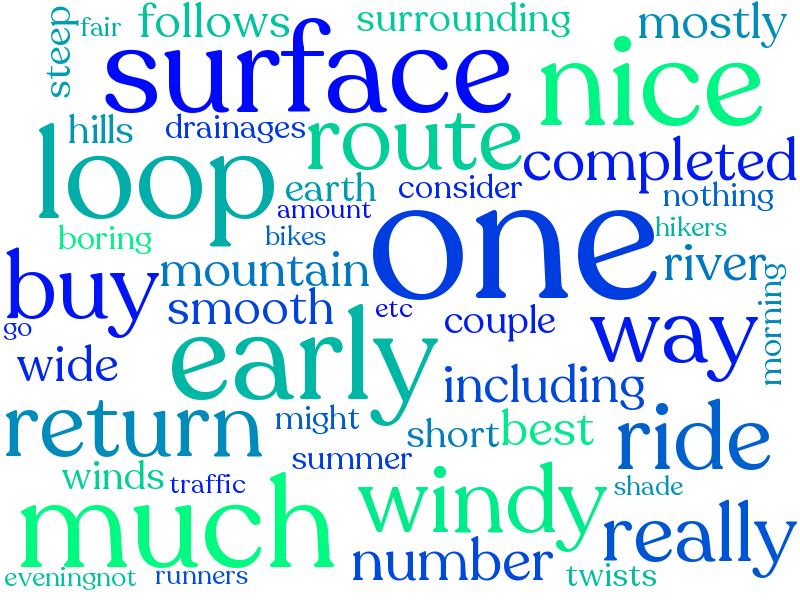 steep fair follows surrounding mostly
surface nice
hills drainages route completed
loop earth consider nothing
amount one hikers
boring bikes
buy mountain river morning
go smooth etc couple way
wide early including
return might short best ride
winds traffic summer windy shade
much number really
eveningnot runners twists